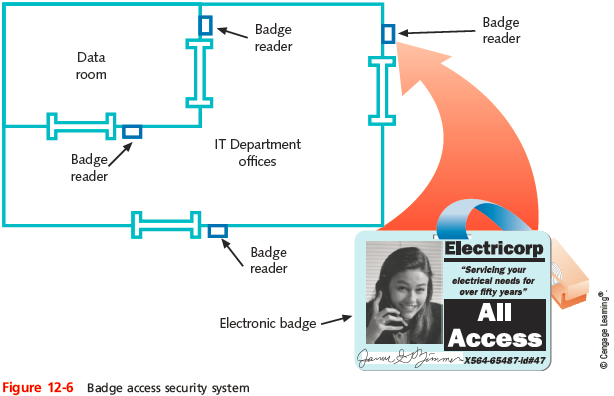 Badge
reader
Badge
reader
Data
room
IT Department
offices
Badge
reader
Badge
reader
Electricorp
"Servicing your
electrical needs for
over fifty years"
All
Access
X564-65487-id#47
Electronic badge
© Cengage Learning®.
Figure 12-6 Badge access security system